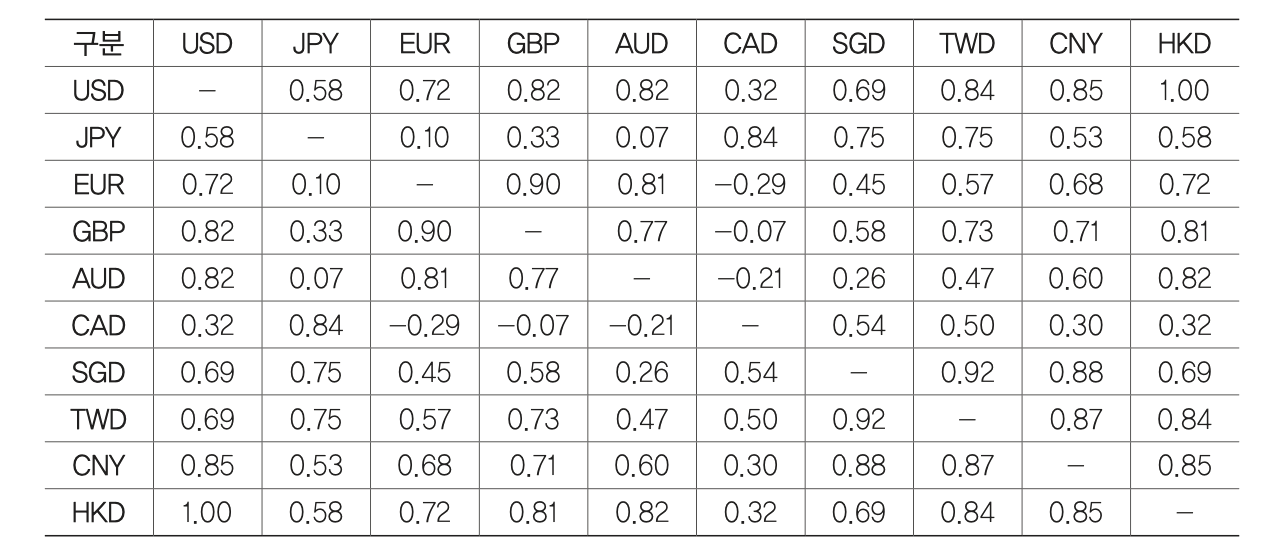 구분 USD JPY EUR GBP AUD CAD SGD TWD CNY HKD
USD – 0.58 0.72 0.82 0.82 0.32 0.69 0.84 0.85 1.00
JPY 0.58 – 0.10 0.33 0.07 0.84 0.75 0.75 0.53 0.58
EUR 0.72 0.10 – 0.90 0.81 –0.29 0.45 0.57 0.68 0.72
GBP 0.82 0.33 0.90 – 0.77 –0.07 0.58 0.73 0.71 0.81
AUD 0.82 0.07 0.81 0.77 – –0.21 0.26 0.47 0.60 0.82
CAD 0.32 0.84 –0.29 –0.07 –0.21 – 0.54 0.50 0.30 0.32
SGD 0.69 0.75 0.45 0.58 0.26 0.54 – 0.92 0.88 0.69
TWD 0.69 0.75 0.57 0.73 0.47 0.50 0.92 – 0.87 0.84
CNY 0.85 0.53 0.68 0.71 0.60 0.30 0.88 0.87 – 0.85
HKD 1.00 0.58 0.72 0.81 0.82 0.32 0.69 0.84 0.85 –